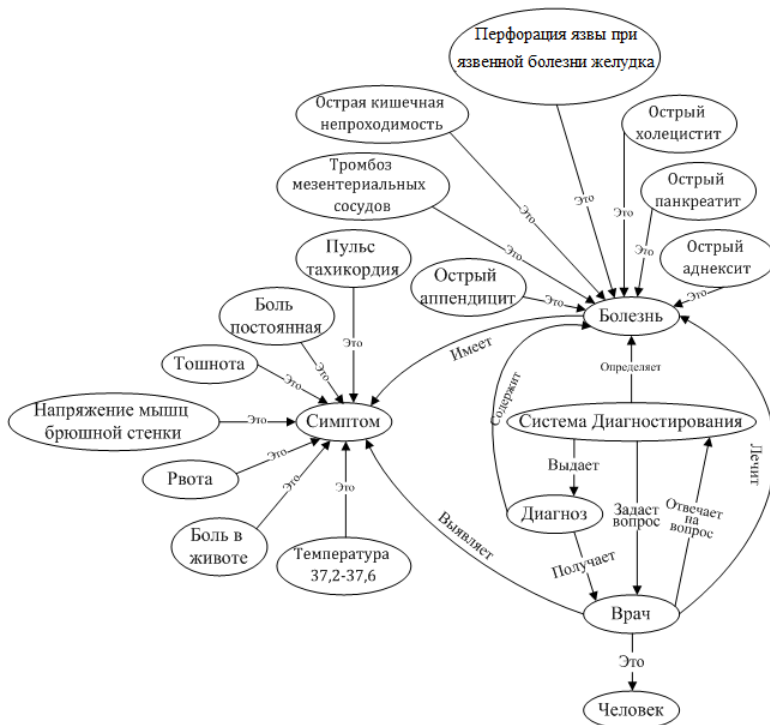 Перфорация язвы при
язвенной болезни желудка
Острая кишечная
непроходимость
Острый
холецистит
Тромбоз
мезентериальных
сосудов
Острый
панкреатит
Это
Это
Это
Это
Пульс
тахикордия
Острый
аднексит
Это
Острый
аппендицит
Это
Это
Боль
постоянная
Это
Болезнь
Имеет
Тошнота
Это
Это
Содержит
Определяет
Напряжение мышц
брюшной стенки
Это
Симптом
Система Диагностирования
Рвота
Это
Это
Это
Выдает
Лечит
Боль в
животе
Температура
37,2-37,6
Выявляет
Диагноз
Задаст
вопрос
Отвечает
на
вопрос
Получает
Врач
Это
Человек